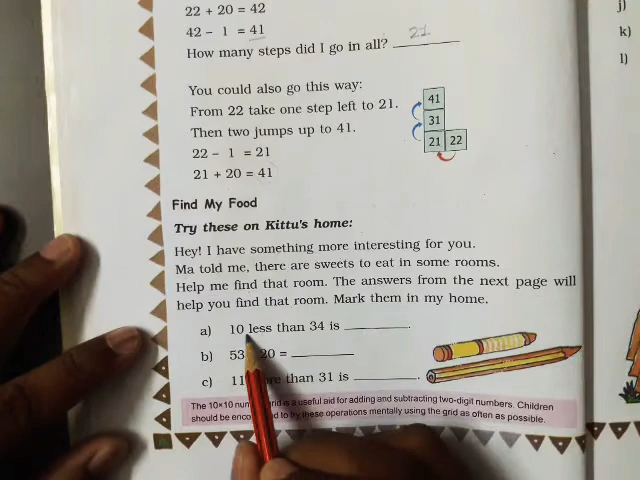 22 + 20 = 42
42 - 1 = 41
How many steps did I go in all? 21
You could also go this way:
From 22 take one step left to 21.
Then two jumps up to 41.
22 - 1 = 21
21 + 20 = 41
41
31
21 22
Find My Food
Try these on Kittu's home:
Hey! I have something more interesting for you.
Ma told me, there are sweets to eat in some rooms.
Help me find that room. The answers from the next page will
help you find that room. Mark them in my home.
a) 10 less than 34 is
b) 53 20 =
c) 11 than 31 is
The 10×10 number grid is a useful aid for adding and subtracting two-digit numbers. Children
should be to try these operations mentally using the grid as often as possible.
j)
k)
l)